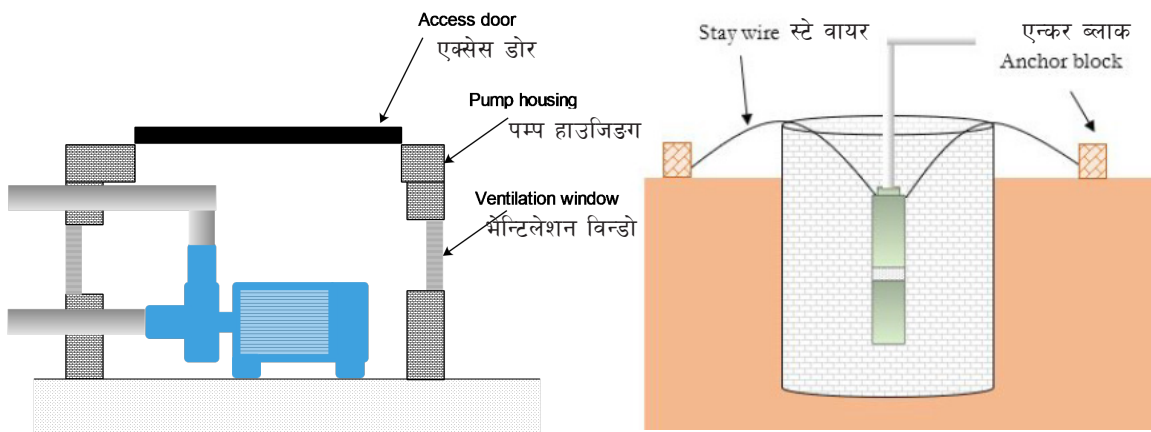 Access door
एक्सेस डोर
Pump housing
पम्प हाउजिङग
Ventilation window
भेन्टिलेशन विन्डो
Stay wire स्टे वायर
एन्कर ब्लाक
Anchor block